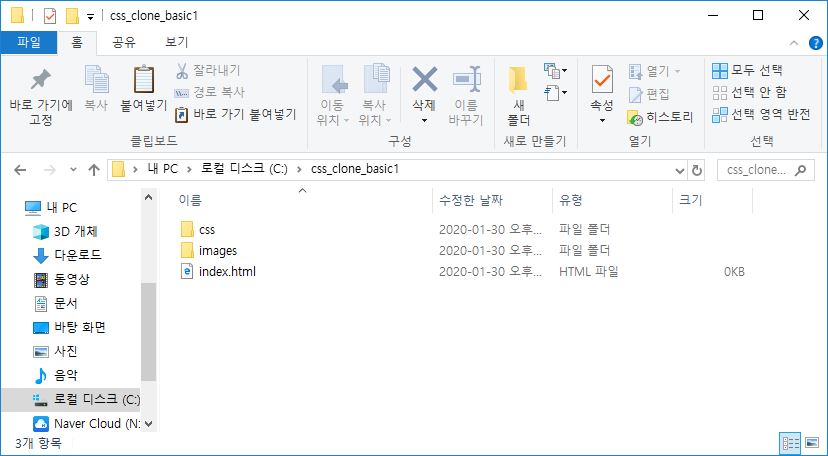 css_clone_basic1
파일 홈 공유 보기
바로 가기에 고정
복사
붙여넣기
잘라내기
경로 복사
바로 가기 붙여넣기
클립보드
이동 위치
복사 위치
삭제
이름 바꾸기
구성
새 폴더
새로 만들기
속성
열기
편집
히스토리
열기
모두 선택
선택 안 함
선택 영역 반전
선택
내 PC 로컬 디스크 (C:) css_clone_basic1
css_clone...
이름 수정한 날짜 유형 크기
css 2020-01-30 오후... 파일 폴더
images 2020-01-30 오후... 파일 폴더
index.html 2020-01-30 오후... HTML 파일 0KB
내 PC
3D 개체
다운로드
동영상
문서
바탕 화면
사진
음악
로컬 디스크 (C:)
Naver Cloud (N:
3개 항목